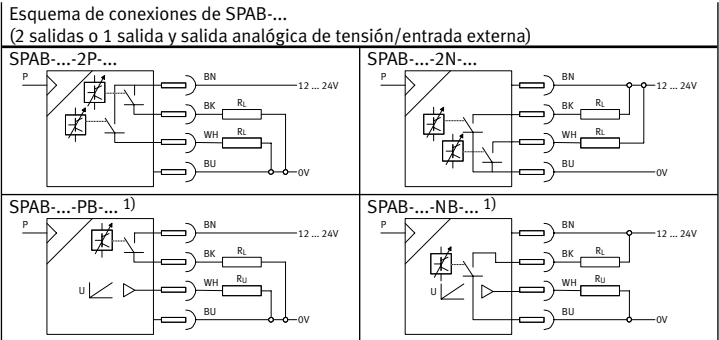 Esquema de conexiones de SPAB-...
(2 salidas o 1 salida y salida analógica de tensión/entrada externa)
SPAB-...-2P-...
P
BN
12 ... 24V
BK
RL
WH
RL
BU
0V
SPAB-...-2N-...
P
BN
12 ... 24V
BK
RL
WH
RL
BU
0V
SPAB-...-PB-... 1)
P
BN
12 ... 24V
BK
RL
U
WH
RU
BU
0V
SPAB-...-NB-... 1)
P
BN
12 ... 24V
BK
RL
U
WH
RU
BU
0V